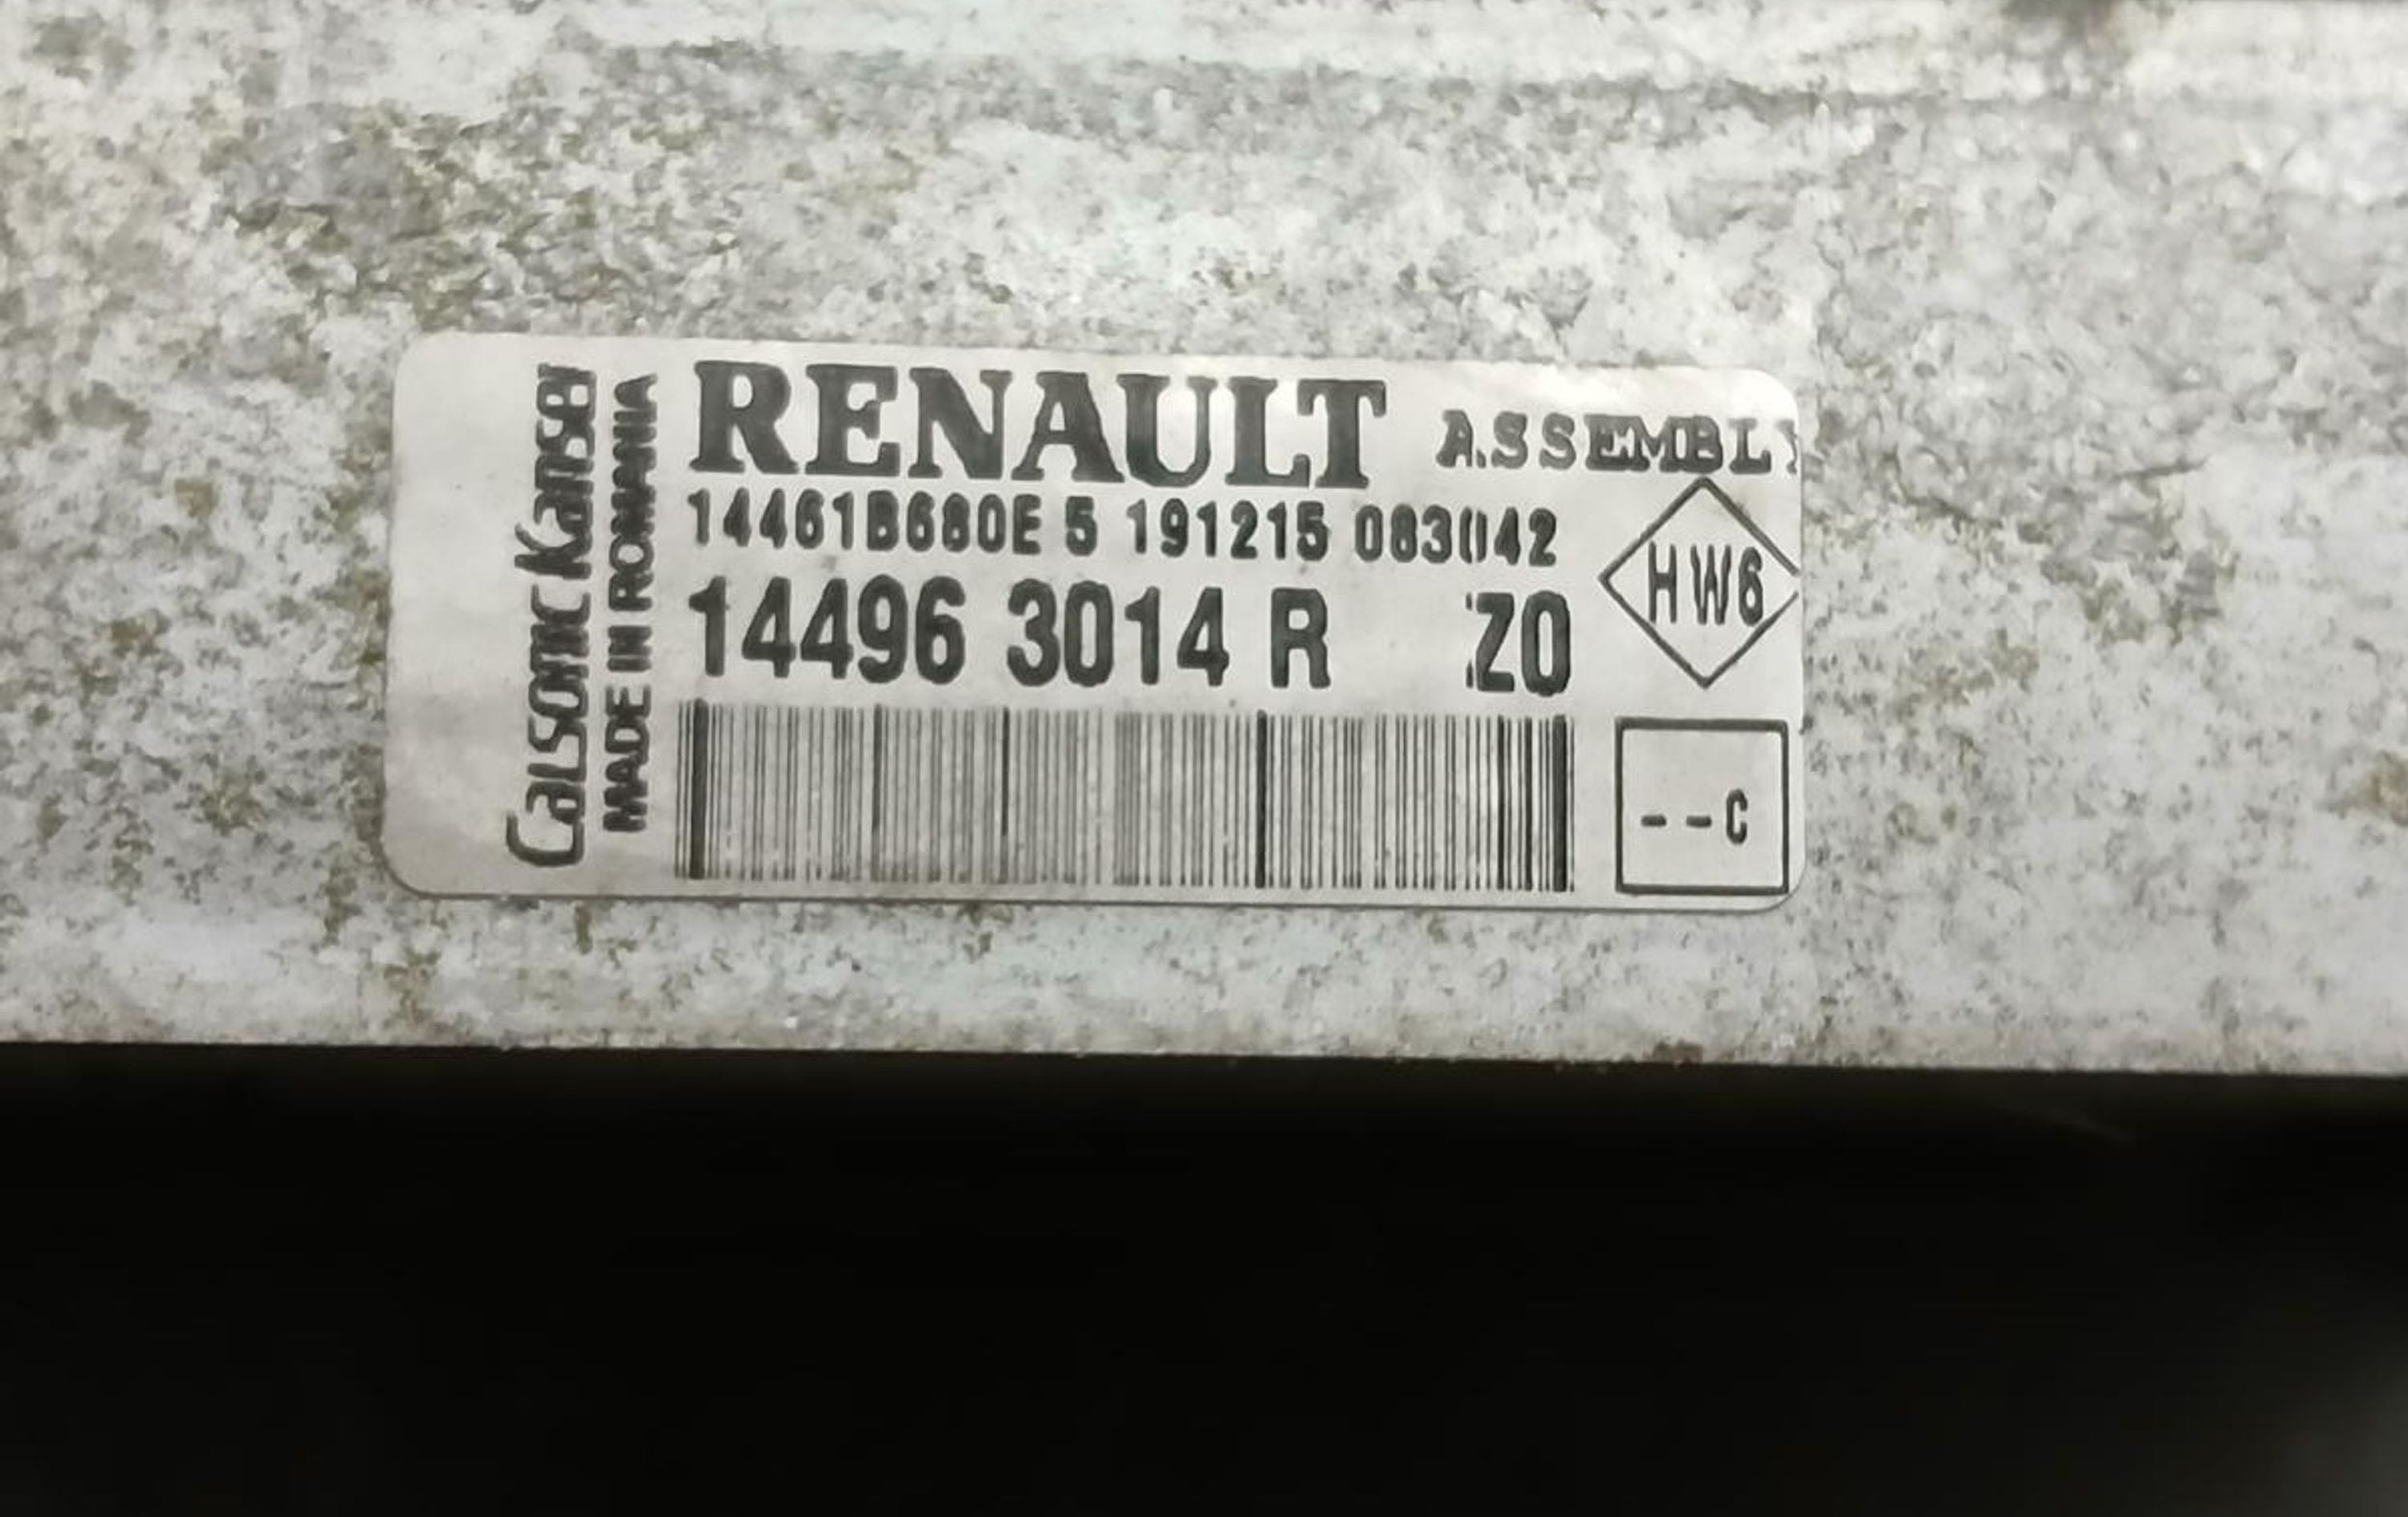 Calsonic Kansei
MADE IN ROMANIA
RENAULT ASSEMBLY
14461B680E 5 191215 083042
14496 3014 R Z0
HW6
--C